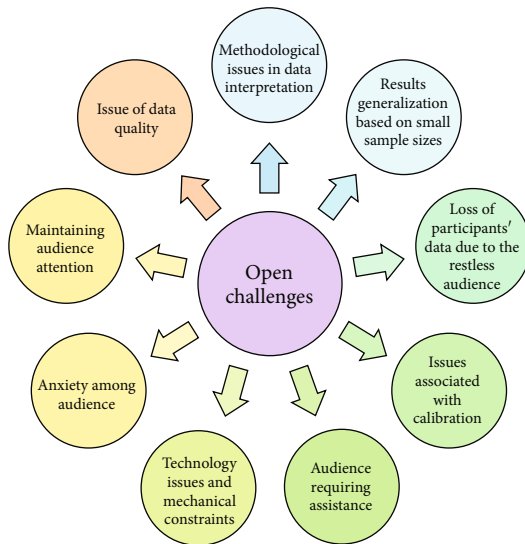 Methodological
issues in data
interpretation
Results
generalization
based on small
sample sizes
Loss of
participants' data
due to the
restless audience
Issues
associated
with
calibration
Audience
requiring
assistance
Technology
issues and
mechanical
constraints
Anxiety among
audience
Maintaining
audience
attention
Issue of data
quality
Open
challenges